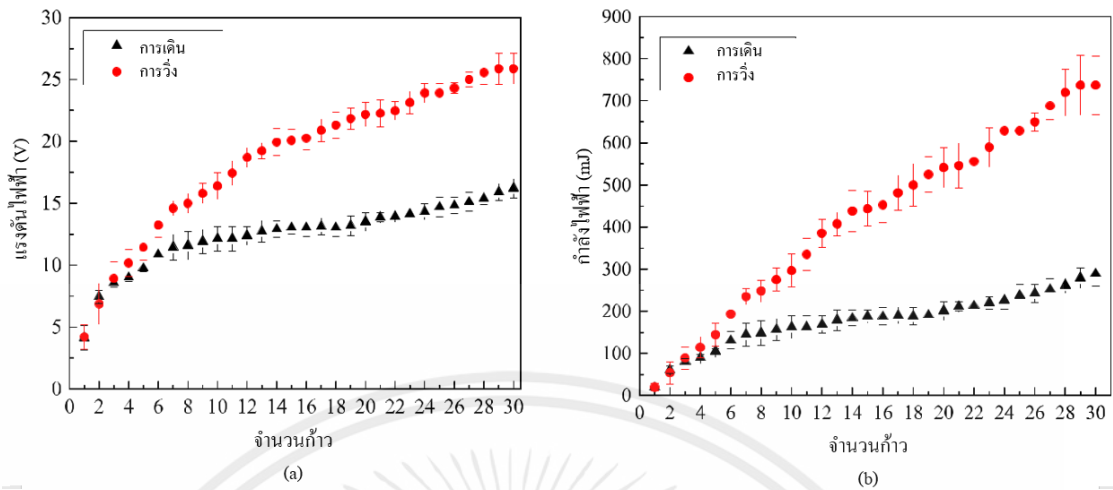 30
25
20
15
10
5
0
แรงดันไฟฟ้า (V)
การเดิน
การวิ่ง
0 2 4 6 8 10 12 14 16 18 20 22 24 26 28 30
จำนวนก้าว
(a)
900
800
700
600
500
400
300
200
100
0
กำลังไฟฟ้า (mJ)
การเดิน
การวิ่ง
0 2 4 6 8 10 12 14 16 18 20 22 24 26 28 30
จำนวนก้าว
(b)